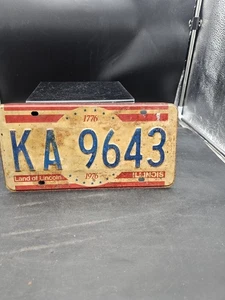 1776
KA 9643
Land of Lincoln 1976 ILLINOIS